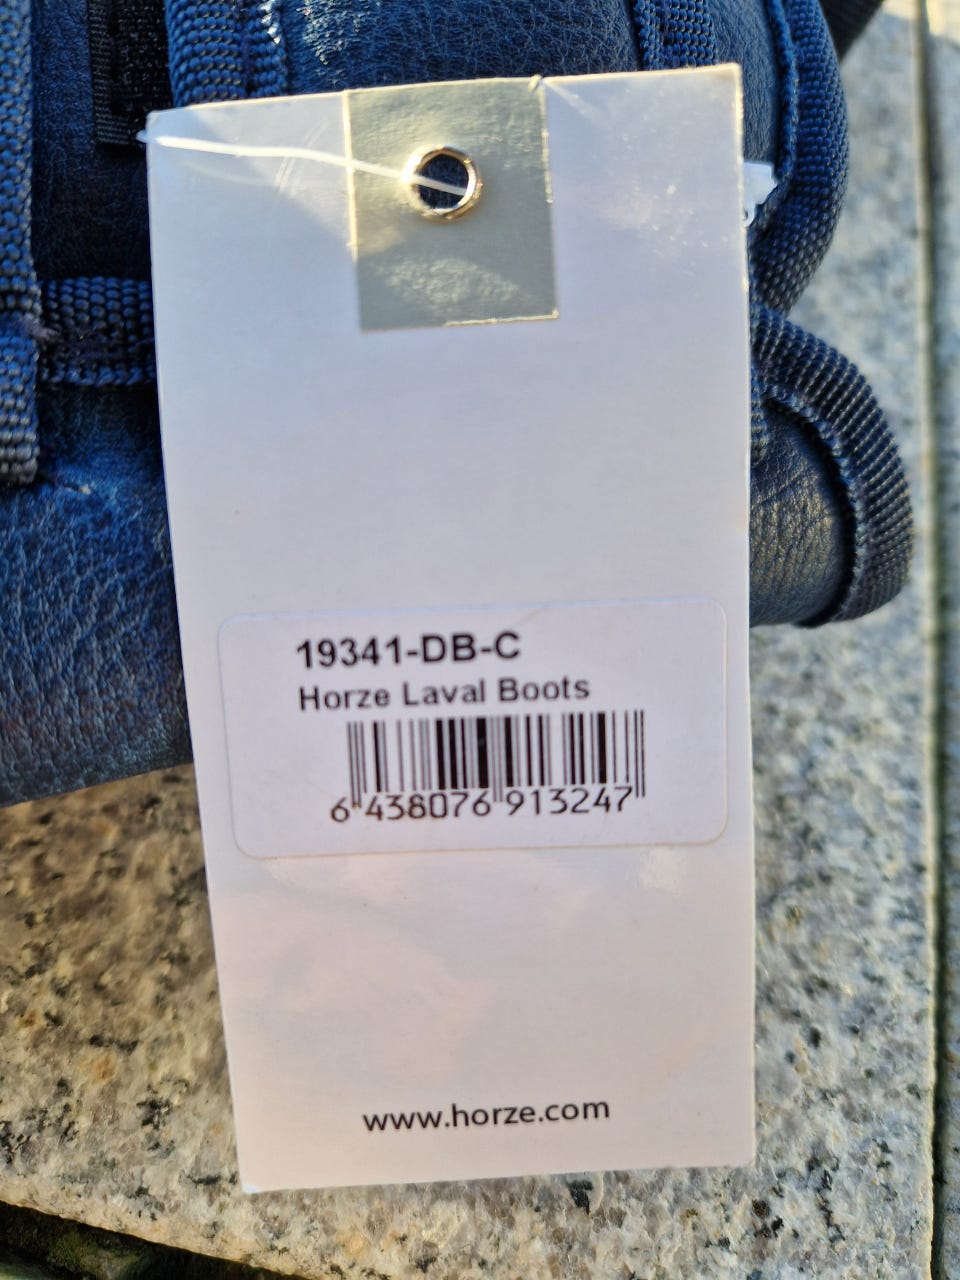 19341-DB-C
Horze Laval Boots
6 438076 913247
www.horze.com